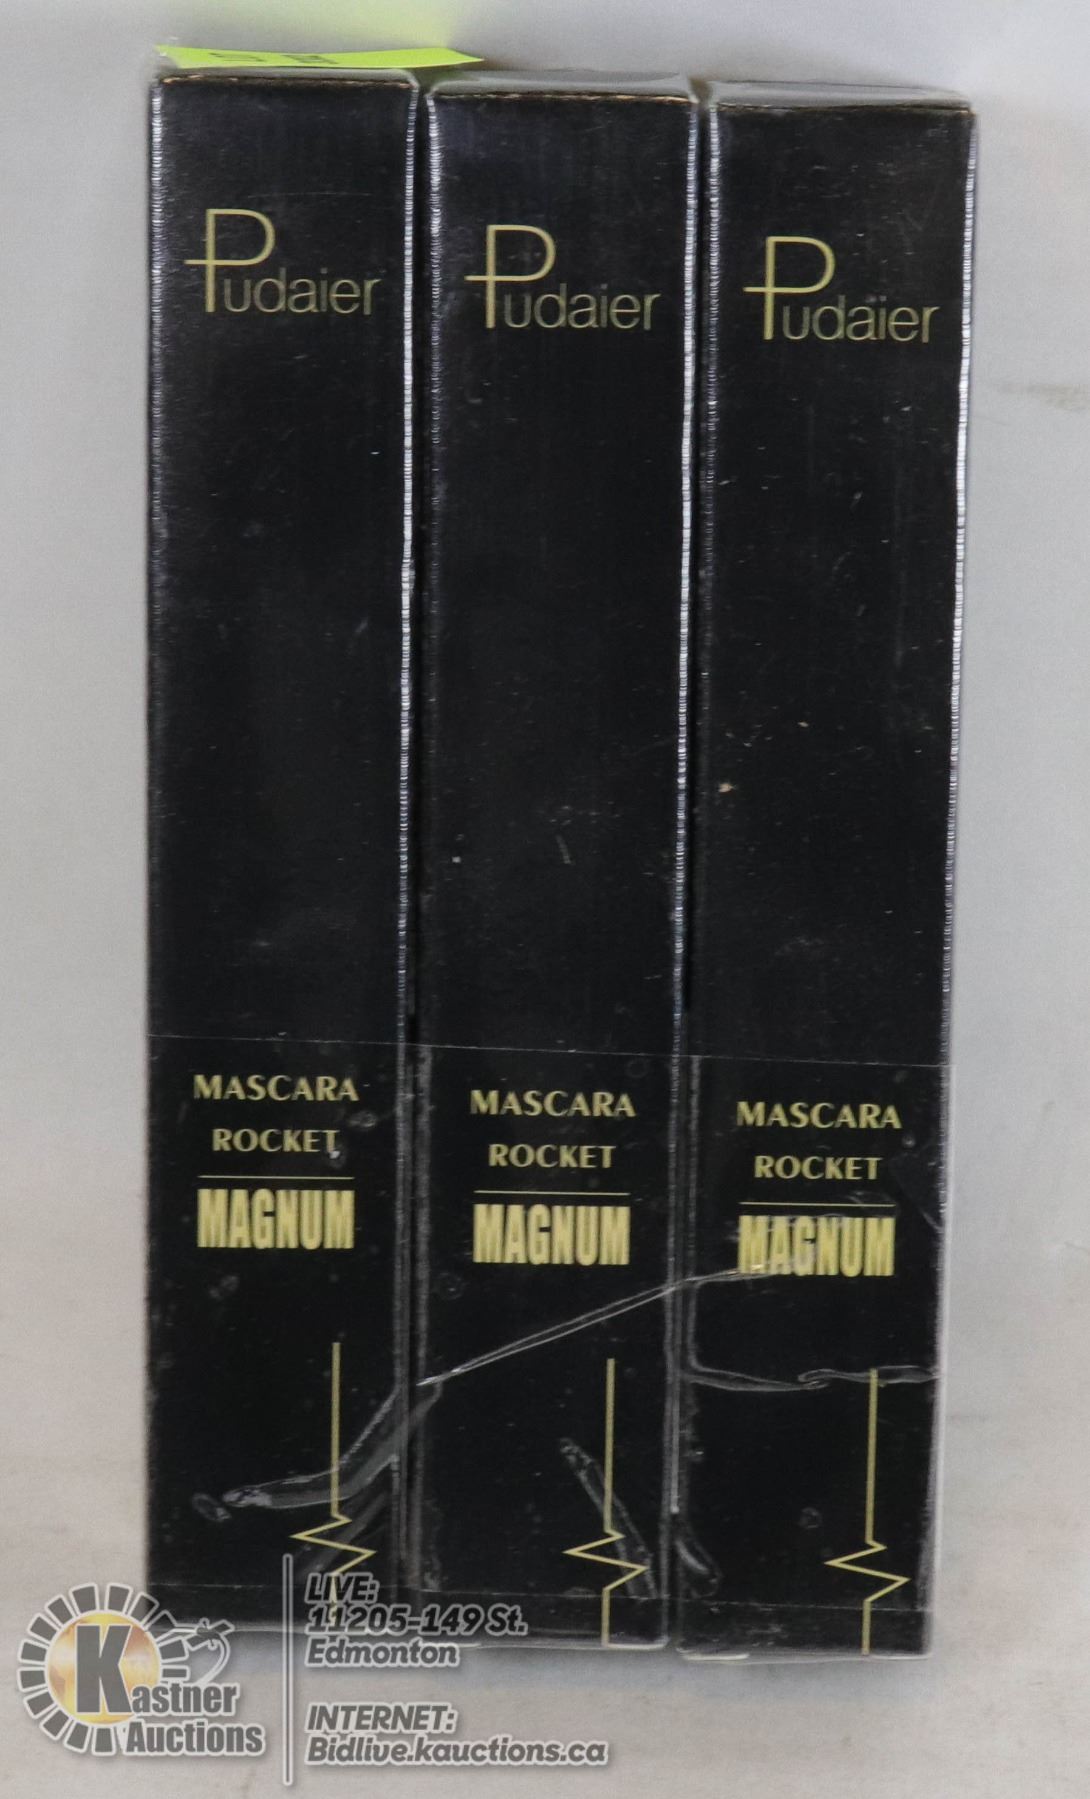 Pudaier
Pudaier
Pudaier
MASCARA
ROCKET
MAGNUM
MASCARA
ROCKET
MAGNUM
MASCARA
ROCKET
MAGNUM
Kastner
Auctions
LIVE:
11205-149 St.
Edmonton
INTERNET:
Bidlive.kauctions.ca